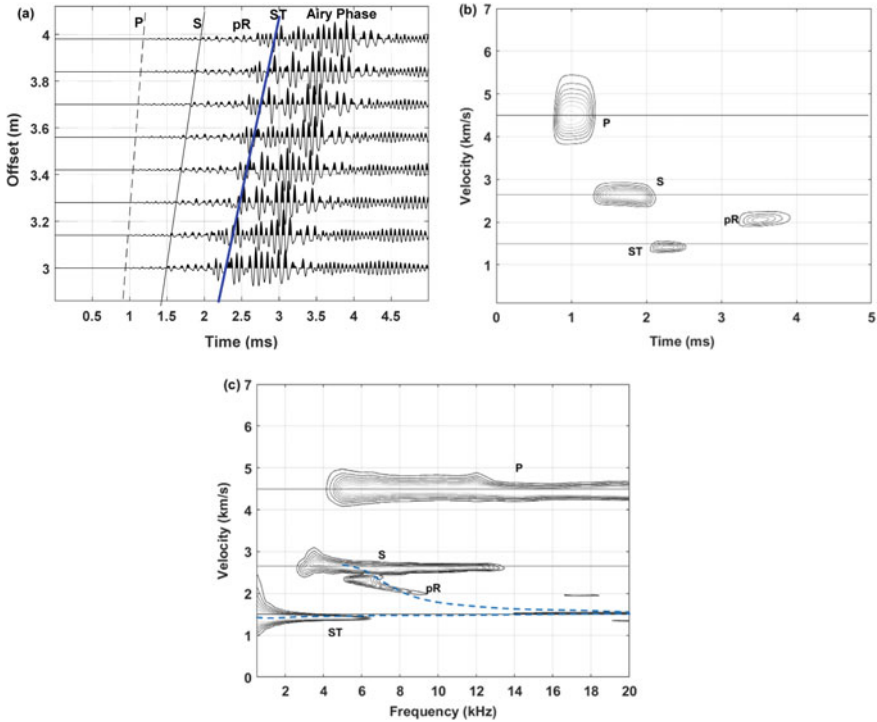 (a)
P
S
pR
ST
Airy Phase
4
3.8
3.6
3.4
3.2
3
Offset (m)
0.5
1
1.5
2
2.5
3
3.5
4
4.5
Time (ms)
(b)
7
6
5
4
3
2
1
Velocity (km/s)
P
S
pR
ST
0
1
2
3
4
5
Time (ms)
(c)
7
6
5
4
3
2
1
0
Velocity (km/s)
P
S
pR
ST
2
4
6
8
10
12
14
16
18
20
Frequency (kHz)